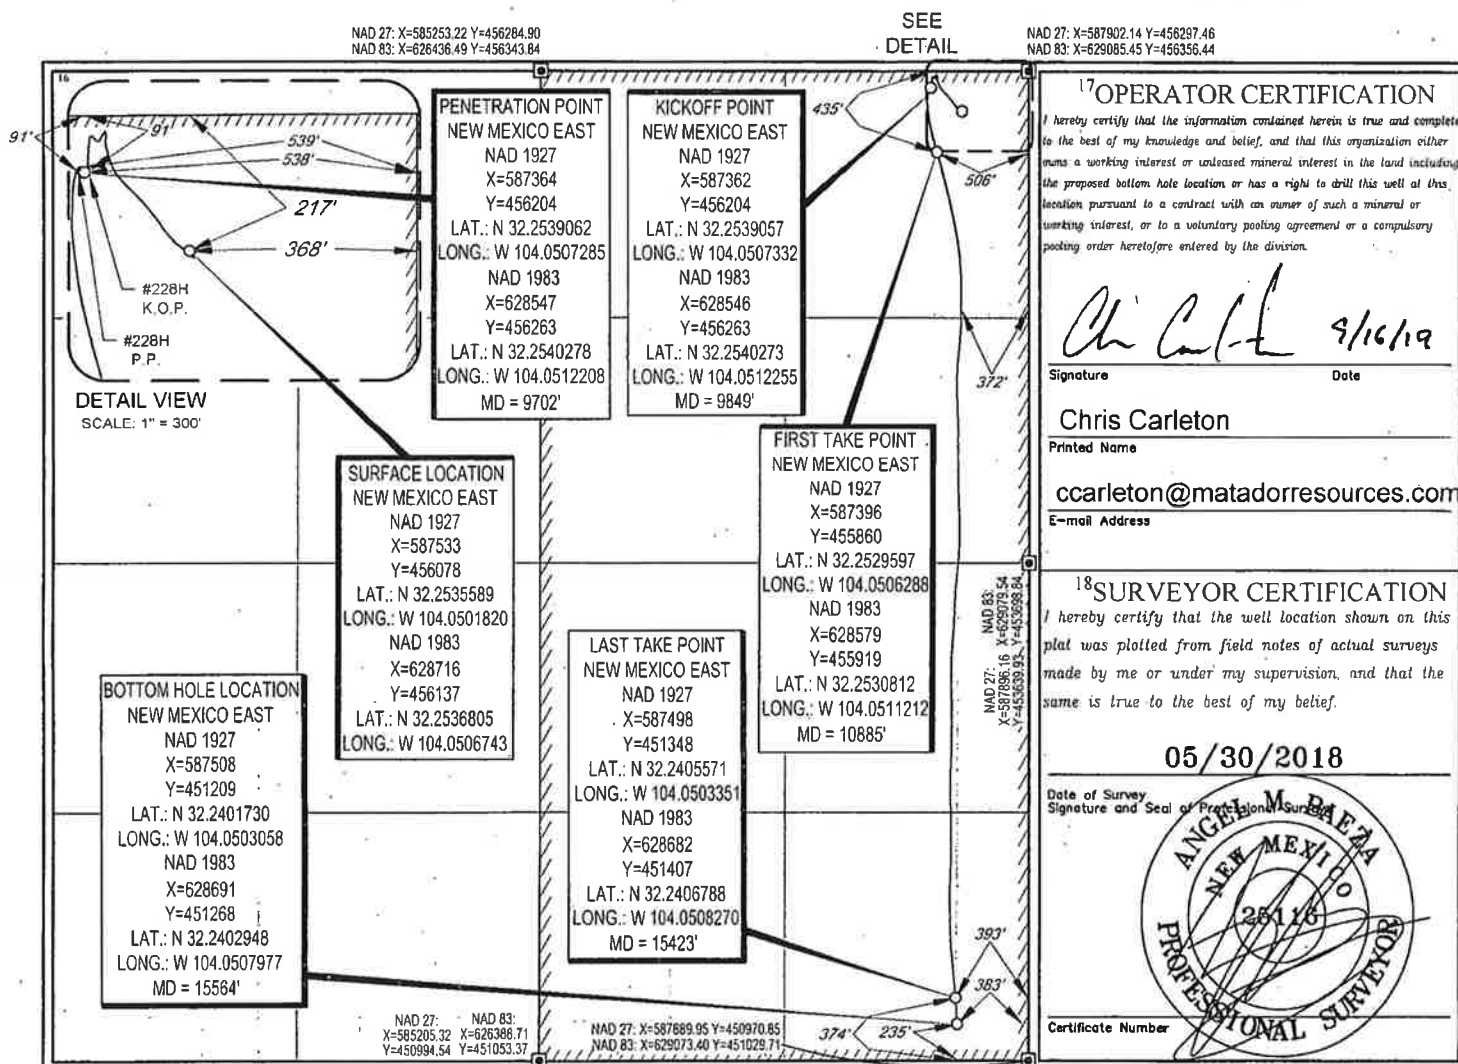 NAD 27: X=585253.22 Y=456284.90
NAD 83: X=626436.49 Y=456343.84
SEE
DETAIL
NAD 27: X=587902.14 Y=456297.46
NAD 83: X=629085.45 Y=456356.44
16
91'
91'
539'
538'
217'
368'
#228H
K.O.P.
#228H
P.P.
DETAIL VIEW
SCALE: 1" = 300'
PENETRATION POINT
NEW MEXICO EAST
NAD 1927
X=587364
Y=456204
LAT.: N 32.2539062
LONG.: W 104.0507285
NAD 1983
X=628547
Y=456263
LAT.: N 32.2540278
LONG.: W 104.0512208
MD = 9702'
KICKOFF POINT
NEW MEXICO EAST
NAD 1927
X=587362
Y=456204
LAT.: N 32.2539057
LONG.: W 104.0507332
NAD 1983
X=628546
Y=456263
LAT.: N 32.2540273
LONG.: W 104.0512255
MD = 9849'
435'
506'
372'
SURFACE LOCATION
NEW MEXICO EAST
NAD 1927
X=587533
Y=456078
LAT.: N 32.2535589
LONG.: W 104.0501820
NAD 1983
X=628716
Y=456137
LAT.: N 32.2536805
LONG.: W 104.0506743
FIRST TAKE POINT
NEW MEXICO EAST
NAD 1927
X=587396
Y=455860
LAT.: N 32.2529597
LONG.: W 104.0506288
NAD 1983
X=628579
Y=455919
LAT.: N 32.2530812
LONG.: W 104.0511212
MD = 10885'
NAD 27:
X=587896.16
Y=453639.93
NAD 83:
X=629079.54
Y=453698.84
LAST TAKE POINT
NEW MEXICO EAST
NAD 1927
X=587498
Y=451348
LAT.: N 32.2405571
LONG.: W 104.0503351
NAD 1983
X=628682
Y=451407
LAT.: N 32.2406788
LONG.: W 104.0508270
MD = 15423'
BOTTOM HOLE LOCATION
NEW MEXICO EAST
NAD 1927
X=587508
Y=451209
LAT.: N 32.2401730
LONG.: W 104.0503058
NAD 1983
X=628691
Y=451268
LAT.: N 32.2402948
LONG.: W 104.0507977
MD = 15564'
393'
383'
374'
235'
NAD 27: NAD 83:
X=585205.32 X=626388.71
Y=450994.54 Y=451053.37
NAD 27: X=587889.95 Y=450970.85
NAD 83: X=629073.40 Y=451029.71
17OPERATOR CERTIFICATION
I hereby certify that the information contained herein is true and complete
to the best of my knowledge and belief, and that this organization either
owns a working interest or unleased mineral interest in the land including
the proposed bottom hole location or has a right to drill this well at this
location pursuant to a contract with an owner of such a mineral or
working interest, or to a voluntary pooling agreement or a compulsory
pooling order heretofore entered by the division.
9/16/19
Signature Date
Chris Carleton
Printed Name
ccarleton@matadorresources.com
E-mail Address
18SURVEYOR CERTIFICATION
I hereby certify that the well location shown on this
plat was plotted from field notes of actual surveys
made by me or under my supervision, and that the
same is true to the best of my belief.
05/30/2018
Date of Survey
Signature and Seal of Professional Surveyor
ANGEL M. BAEZA
NEW MEXICO
25116
PROFESSIONAL SURVEYOR
Certificate Number